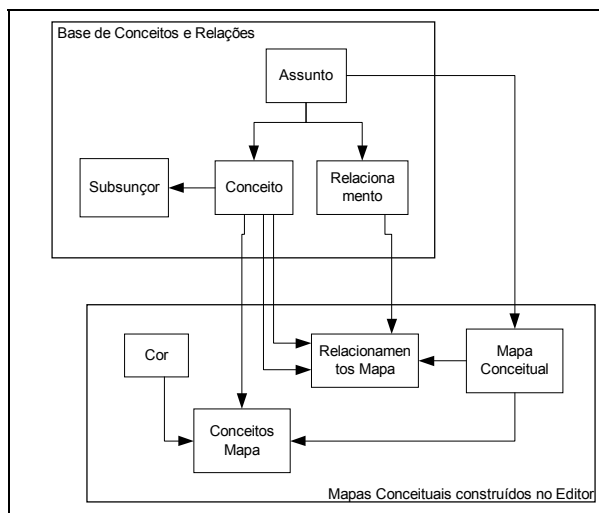 Base de Conceitos e Relações
Assunto
Subsunçor
Conceito
Relaciona
mento
Cor
Relacionamen
tos Mapa
Mapa
Conceitual
Conceitos
Mapa
Mapas Conceituais construídos no Editor